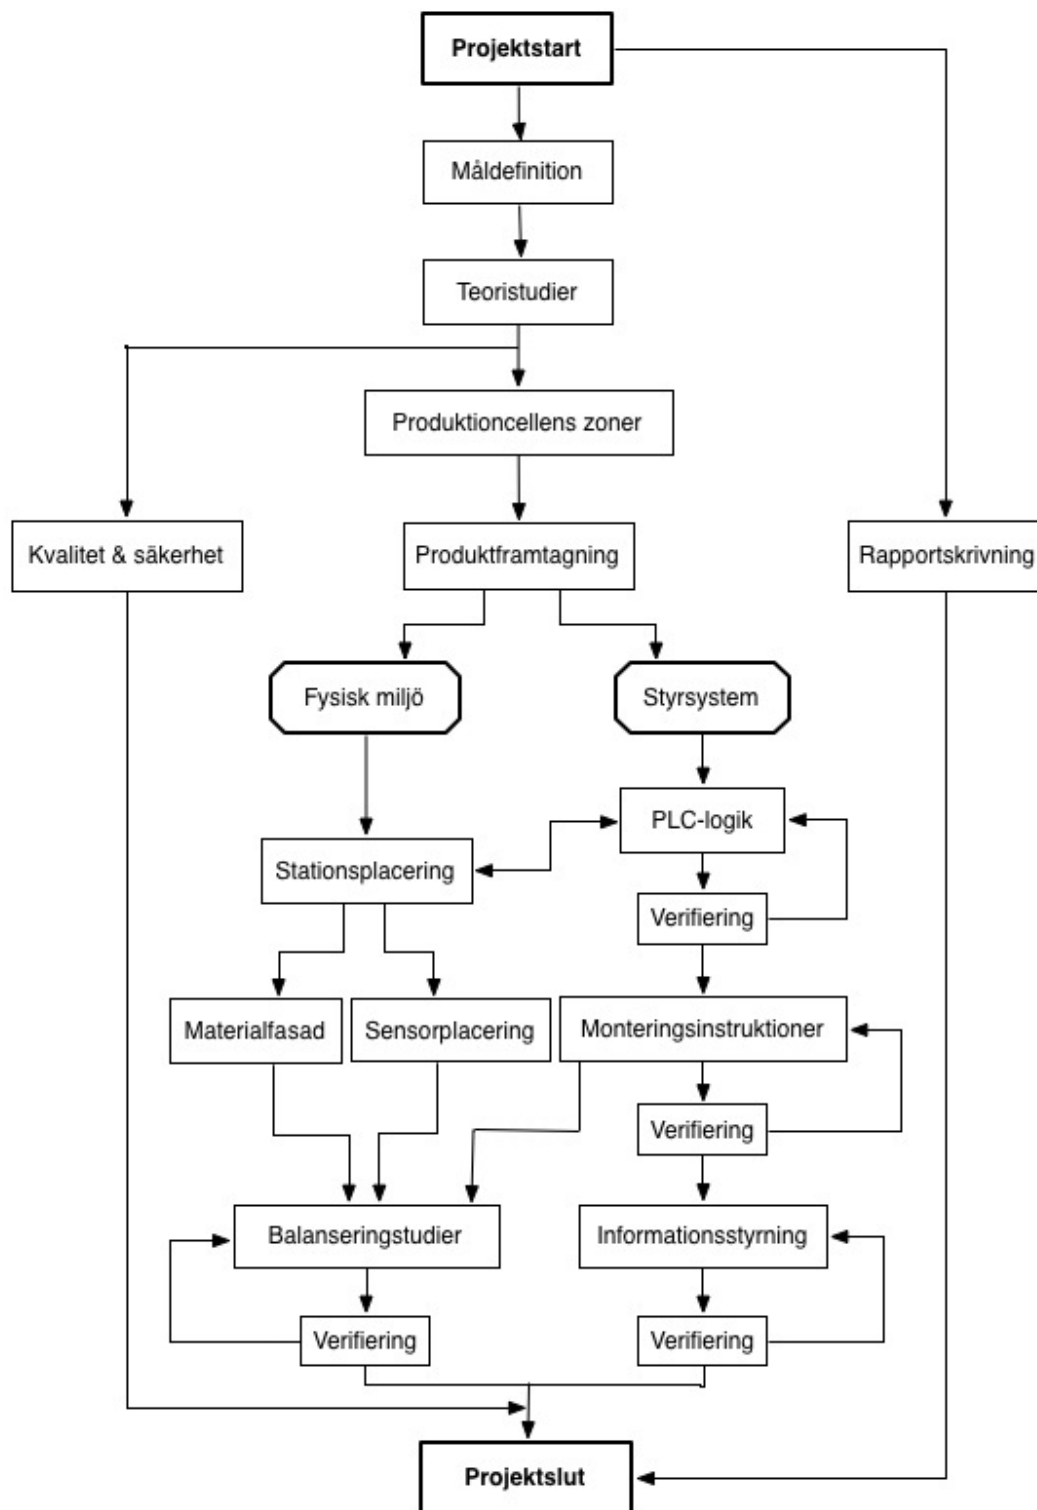 Projektstart
Måldefinition
Teoristudier
Produktioncellens zoner
Kvalitet & säkerhet
Produktframtagning
Rapportskrivning
Fysisk miljö
Styrsystem
PLC-logik
Stationsplacering
Verifiering
Materialfasad
Sensorplacering
Monteringsinstruktioner
Verifiering
Balanseringstudier
Informationsstyrning
Verifiering
Verifiering
Projektslut